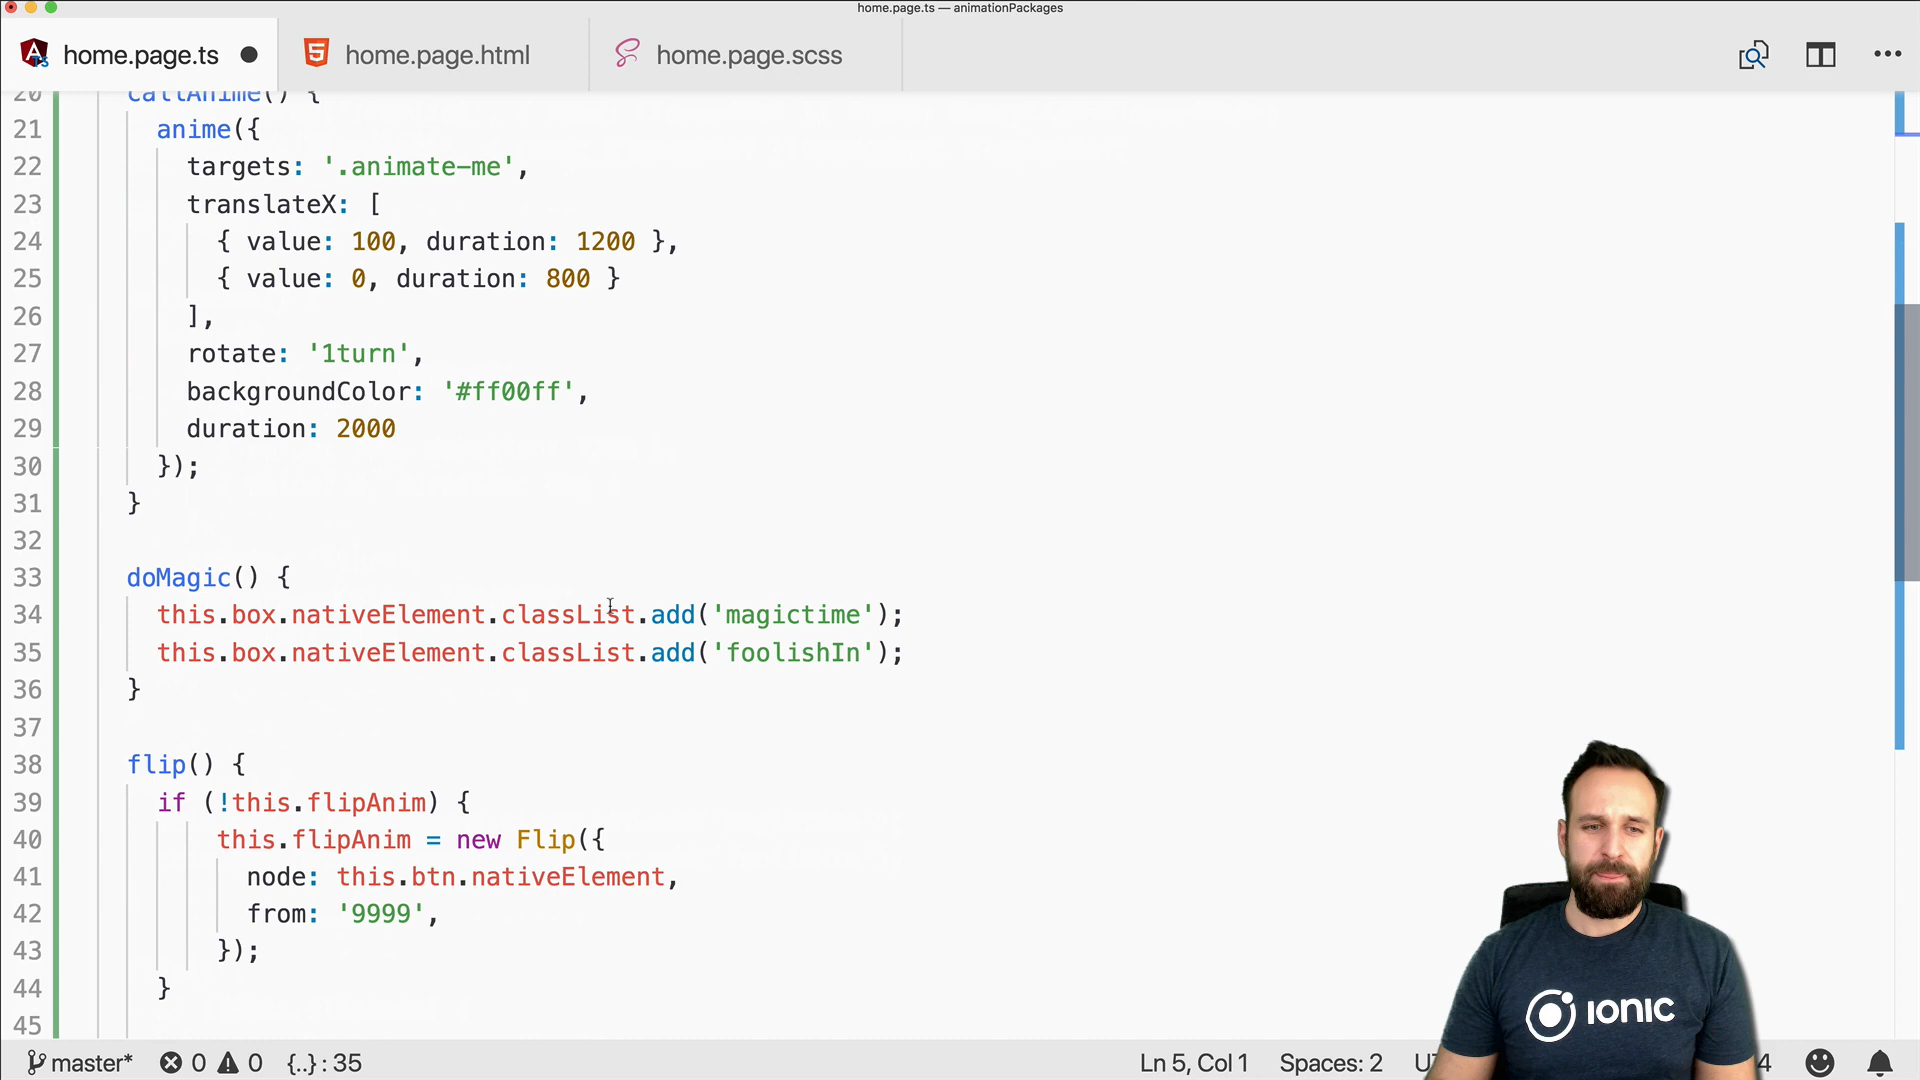 home.page.ts — animationPackages
home.page.ts
home.page.html
home.page.scss
20 callAnime() {
21 anime({
22 targets: '.animate-me',
23 translateX: [
24 { value: 100, duration: 1200 },
25 { value: 0, duration: 800 }
26 ],
27 rotate: '1turn',
28 backgroundColor: '#ff00ff',
29 duration: 2000
30 });
31 }
32
33 doMagic() {
34 this.box.nativeElement.classList.add('magictime');
35 this.box.nativeElement.classList.add('foolishIn');
36 }
37
38 flip() {
39 if (!this.flipAnim) {
40 this.flipAnim = new Flip({
41 node: this.btn.nativeElement,
42 from: '9999',
43 });
44 }
45
IONIC
master* 0 0 {..} : 35 Ln 5, Col 1 Spaces: 2 4